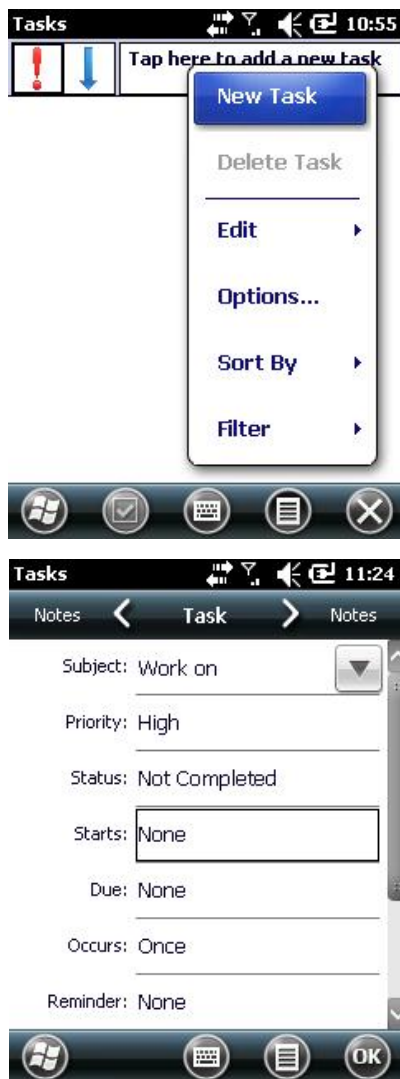 Tasks 10:55
Tap here to add a new task
New Task
Delete Task
Edit
Options...
Sort By
Filter
Tasks 11:24
Notes Task Notes
Subject: Work on
Priority: High
Status: Not Completed
Starts: None
Due: None
Occurs: Once
Reminder: None
OK